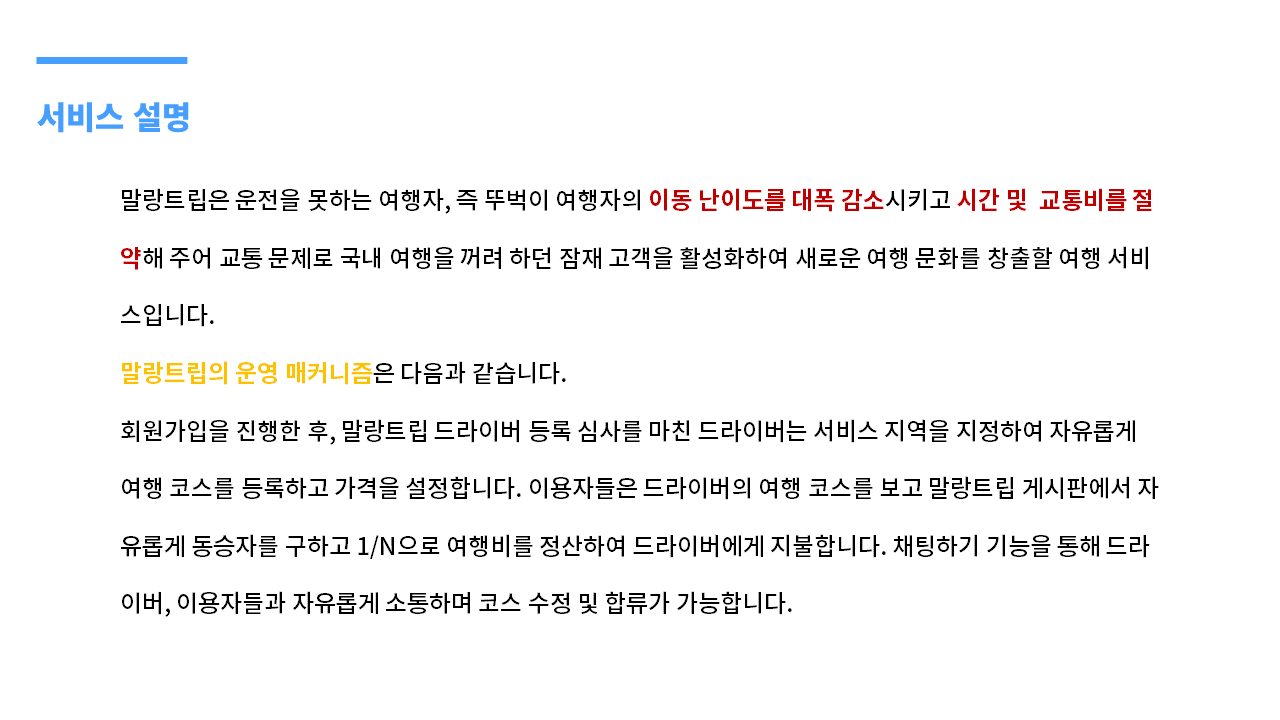 서비스 설명
말랑트립은 운전을 못하는 여행자, 즉 뚜벅이 여행자의 이동 난이도를 대폭 감소시키고 시간 및  교통비를 절
약해 주어 교통 문제로 국내 여행을 꺼려 하던 잠재 고객을 활성화하여 새로운 여행 문화를 창출할 여행 서비
스입니다.
말랑트립의 운영 매커니즘은 다음과 같습니다.
회원가입을 진행한 후, 말랑트립 드라이버 등록 심사를 마친 드라이버는 서비스 지역을 지정하여 자유롭게
여행 코스를 등록하고 가격을 설정합니다. 이용자들은 드라이버의 여행 코스를 보고 말랑트립 게시판에서 자
유롭게 동승자를 구하고 1/N으로 여행비를 정산하여 드라이버에게 지불합니다. 채팅하기 기능을 통해 드라
이버, 이용자들과 자유롭게 소통하며 코스 수정 및 합류가 가능합니다.